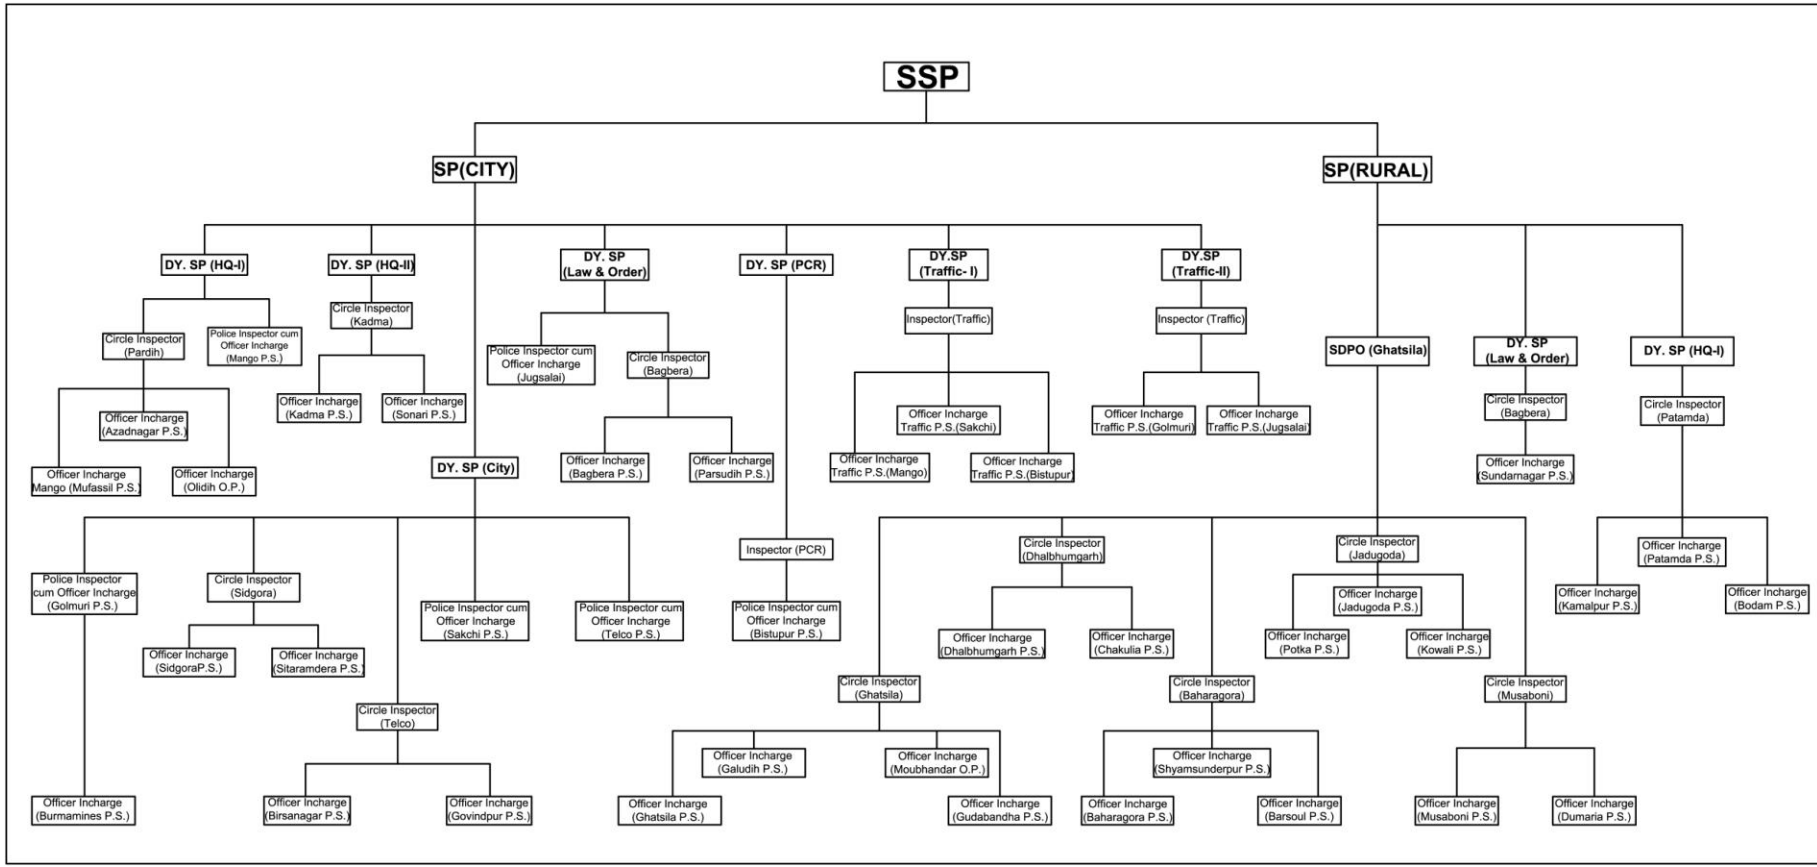 SSP
SP(CITY)
SP(RURAL)
DY. SP (HQ-I)
DY. SP (HQ-II)
DY. SP
(Law & Order)
DY. SP (PCR)
DY.SP
(Traffic- I)
DY.SP
(Traffic-II)
Circle Inspector
(Pardih)
Police Inspector cum
Officer Incharge
(Mango P.S.)
Circle Inspector
(Kadma)
Police Inspector cum
Officer Incharge
(Jugsalai)
Circle Inspector
(Bagbera)
Inspector(Traffic)
Inspector (Traffic)
SDPO (Ghatsila)
DY. SP
(Law & Order)
DY. SP (HQ-I)
Officer Incharge
(Azadnagar P.S.)
Officer Incharge
(Kadma P.S.)
Officer Incharge
(Sonari P.S.)
Officer Incharge
Traffic P.S.(Sakchi)
Officer Incharge
Traffic P.S.(Golmuri)
Officer Incharge
Traffic P.S.(Jugsalai)
Circle Inspector
(Bagbera)
Circle Inspector
(Patamda)
Officer Incharge
Mango (Mufassil P.S.)
Officer Incharge
(Olidih O.P.)
DY. SP (City)
Officer Incharge
(Bagbera P.S.)
Officer Incharge
(Parsudih P.S.)
Officer Incharge
Traffic P.S.(Mango)
Officer Incharge
Traffic P.S.(Bistupur)
Officer Incharge
(Sundarnagar P.S.)
Police Inspector
cum Officer Incharge
(Golmuri P.S.)
Circle Inspector
(Sidgora)
Police Inspector cum
Officer Incharge
(Sakchi P.S.)
Police Inspector cum
Officer Incharge
(Telco P.S.)
Inspector (PCR)
Police Inspector cum
Officer Incharge
(Bistupur P.S.)
Circle Inspector
(Dhalbhumgarh)
Circle Inspector
(Jadugoda)
Officer Incharge
(Patamda P.S.)
Officer Incharge
(Jadugoda P.S.)
Officer Incharge
(Kamalpur P.S.)
Officer Incharge
(Bodam P.S.)
Officer Incharge
(SidgoraP.S.)
Officer Incharge
(Sitaramdera P.S.)
Officer Incharge
(Dhalbhumgarh P.S.)
Officer Incharge
(Chakulia P.S.)
Officer Incharge
(Potka P.S.)
Officer Incharge
(Kowali P.S.)
Circle Inspector
(Telco)
Circle Inspector
(Ghatsila)
Circle Inspector
(Baharagora)
Circle Inspector
(Musaboni)
Officer Incharge
(Galudih P.S.)
Officer Incharge
(Moubhandar O.P.)
Officer Incharge
(Shyamsunderpur P.S.)
Officer Incharge
(Burmamines P.S.)
Officer Incharge
(Birsanagar P.S.)
Officer Incharge
(Govindpur P.S.)
Officer Incharge
(Ghatsila P.S.)
Officer Incharge
(Gudabandha P.S.)
Officer Incharge
(Baharagora P.S.)
Officer Incharge
(Barsoul P.S.)
Officer Incharge
(Musaboni P.S.)
Officer Incharge
(Dumaria P.S.)